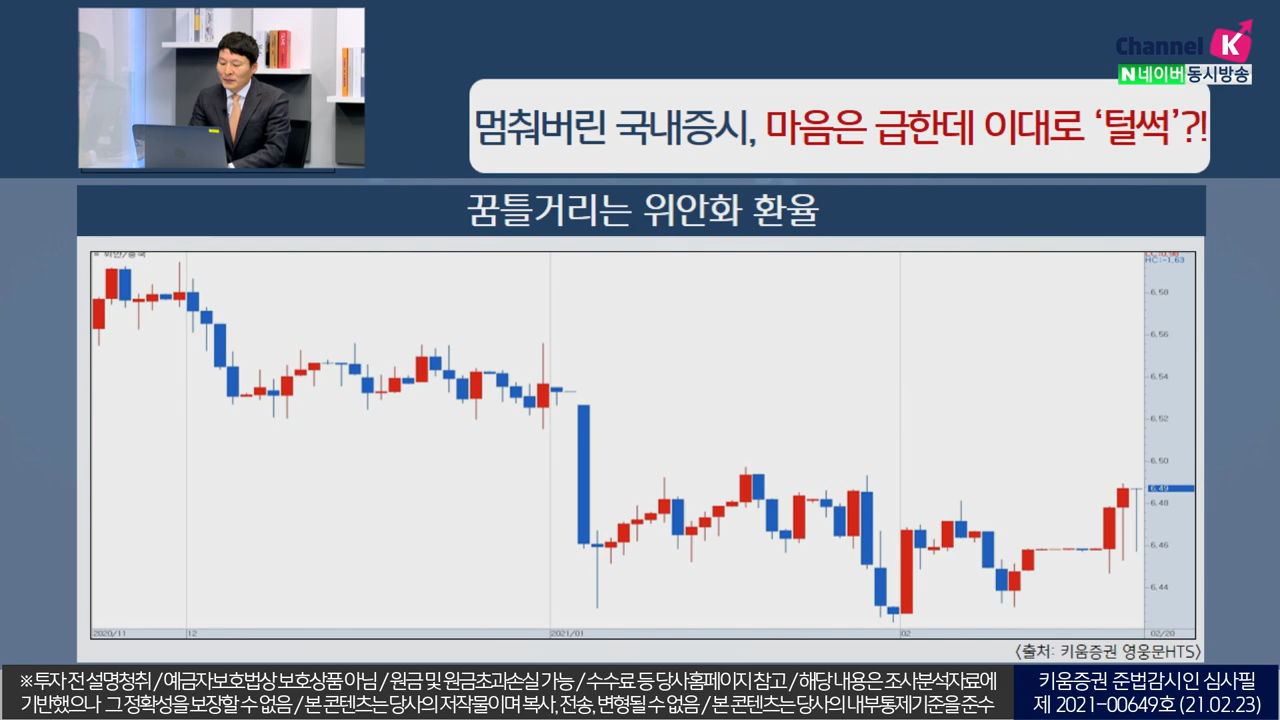 Channel K
N 네이버 동시방송
멈춰버린 국내증시, 마음은 급한데 이대로 ‘털썩’?!
꿈틀거리는 위안화 환율
HC:-1.63
6.58
6.56
6.54
6.52
6.50
6.49
6.48
6.46
6.44
2020/11
12
2021/01
02
02/20
<출처: 키움증권 영웅문HTS>
※ 투자 전 설명청취 / 예금자보호법상 보호상품 아님 / 원금 및 원금초과손실 가능 / 수수료 등 당사홈페이지 참고 / 해당 내용은 조사분석자료에
기반했으나 그 정확성을 보장할 수 없음 / 본 콘텐츠는 당사의 저작물이며 복사, 전송, 변형될 수 없음 / 본 콘텐츠는 당사의 내부통제기준을 준수
키움증권 준법감시인 심사필
제 2021-00649호 (21.02.23)